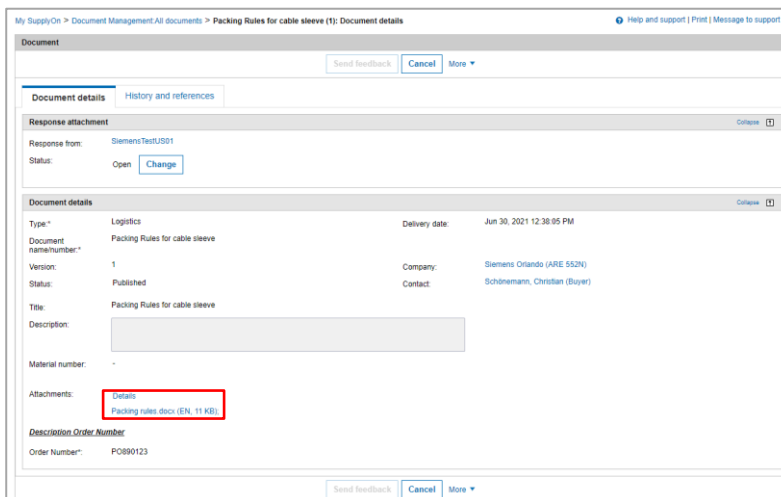 My SupplyOn > Document Management:All documents > Packing Rules for cable sleeve (1): Document details
Help and support | Print | Message to support
Document
Send feedback Cancel More
Document details History and references
Response attachment Collapse
Response from: SiemensTestUS01
Status: Open Change
Document details Collapse
Type:* Logistics Delivery date: Jun 30, 2021 12:38:05 PM
Document name/number:* Packing Rules for cable sleeve
Version: 1 Company: Siemens Orlando (ARE 552N)
Status: Published Contact: Schönemann, Christian (Buyer)
Title: Packing Rules for cable sleeve
Description:
Material number: -
Attachments: Details
Packing rules.docx (EN, 11 KB);
Description Order Number
Order Number*: PO890123
Send feedback Cancel More